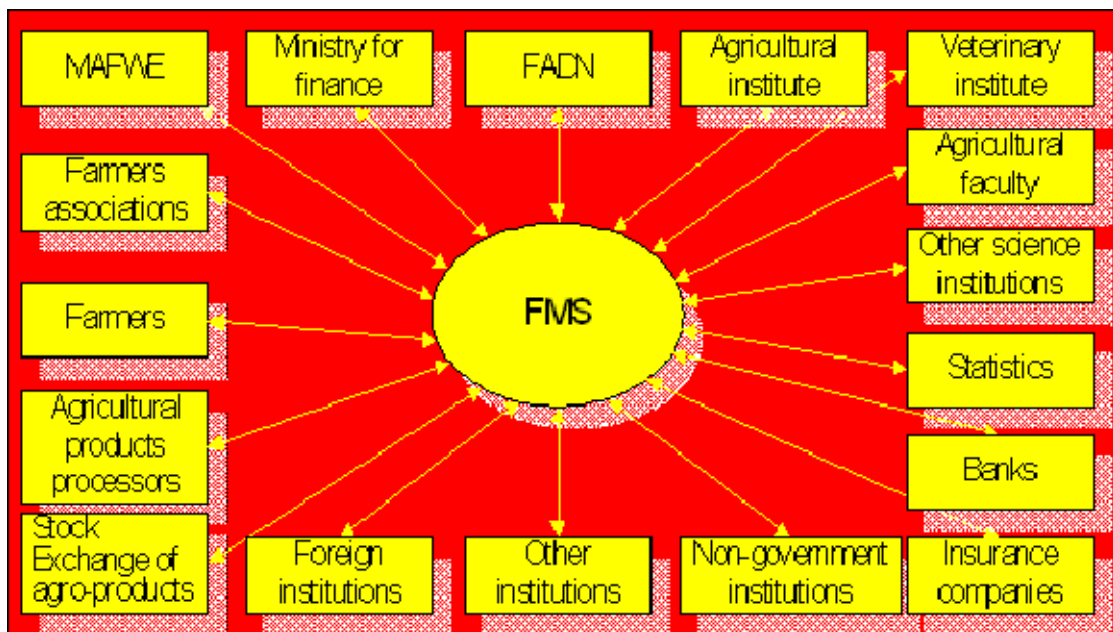 MAFWE
Ministry for
finance
FADN
Agricultural
institute
Veterinary
institute
Farmers
associations
Agricultural
faculty
Other science
institutions
Farmers
FMS
Statistics
Agricultural
products
processors
Banks
Stock
Exchange of
agro-products
Foreign
institutions
Other
institutions
Non-government
institutions
Insurance
companies